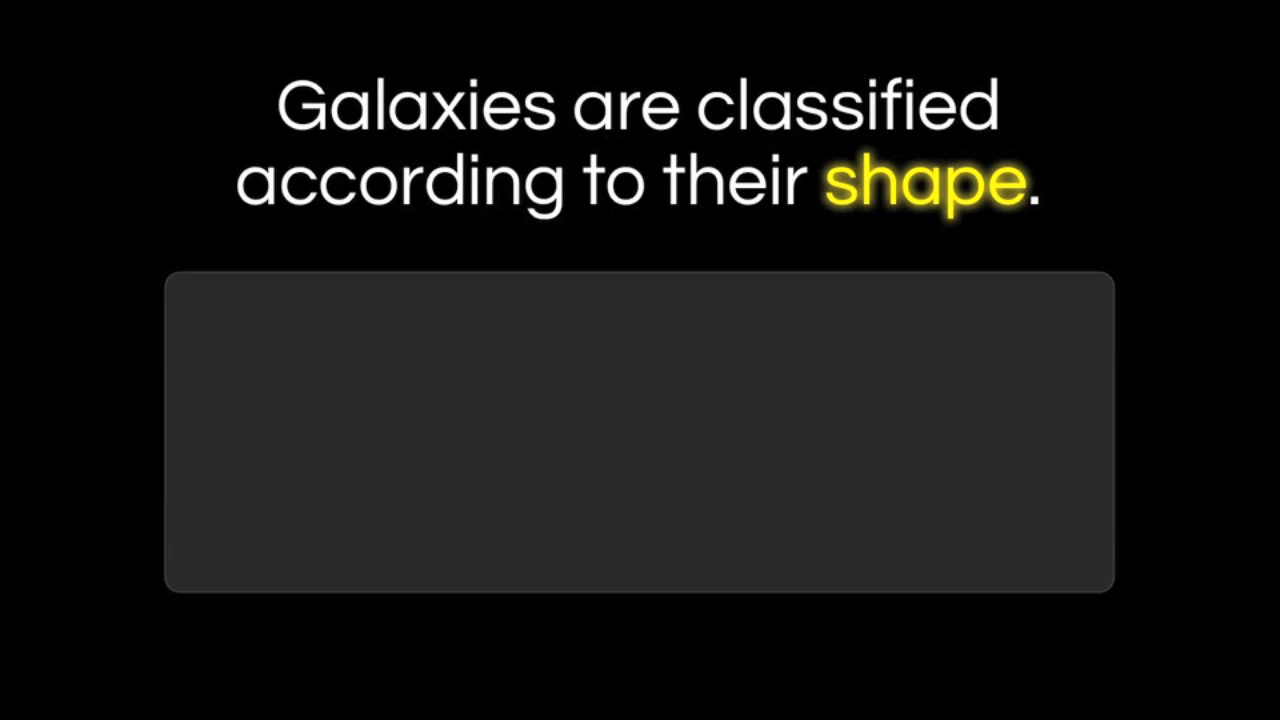 Galaxies are classified
according to their shape.